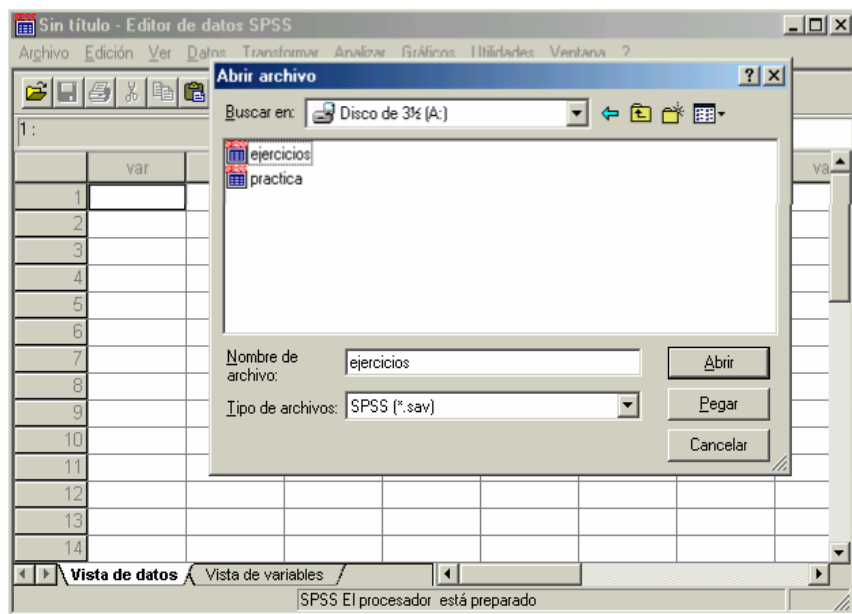 Sin título - Editor de datos SPSS
Archivo Edición Ver Datos Transformar Analizar Gráficos Utilidades Ventana ?
Abrir archivo
Buscar en: Disco de 3½ (A:)
1 :
ejercicios
practica
var va
1
2
3
4
5
6
7
8
9
10
11
12
13
14
Nombre de archivo: ejercicios
Abrir
Tipo de archivos: SPSS (*.sav)
Pegar
Cancelar
Vista de datos Vista de variables
SPSS El procesador está preparado